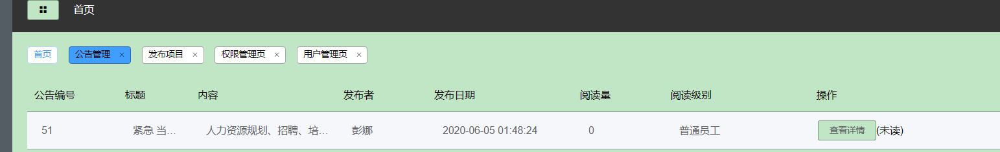 首页
首页 公告管理 × 发布项目 × 权限管理页 × 用户管理页 ×
公告编号 标题 内容 发布者 发布日期 阅读量 阅读级别 操作
51 紧急 当... 人力资源规划、招聘、培... 彭娜 2020-06-05 01:48:24 0 普通员工 查看详情(未读)